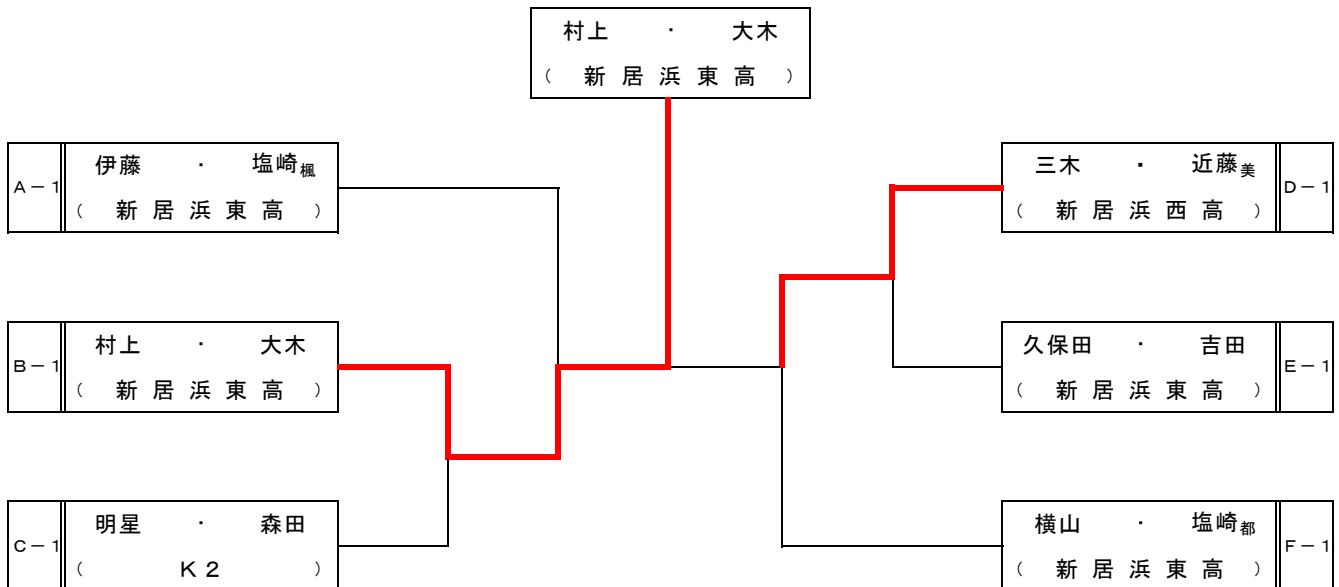 村上 ・ 大木
（ 新居浜東高 ）
A－1
伊藤 ・ 塩崎楓
（ 新居浜東高 ）
三木 ・ 近藤美
（ 新居浜西高 ）
D－1
B－1
村上 ・ 大木
（ 新居浜東高 ）
久保田 ・ 吉田
（ 新居浜東高 ）
E－1
C－1
明星 ・ 森田
（ K2 ）
横山 ・ 塩崎都
（ 新居浜東高 ）
F－1